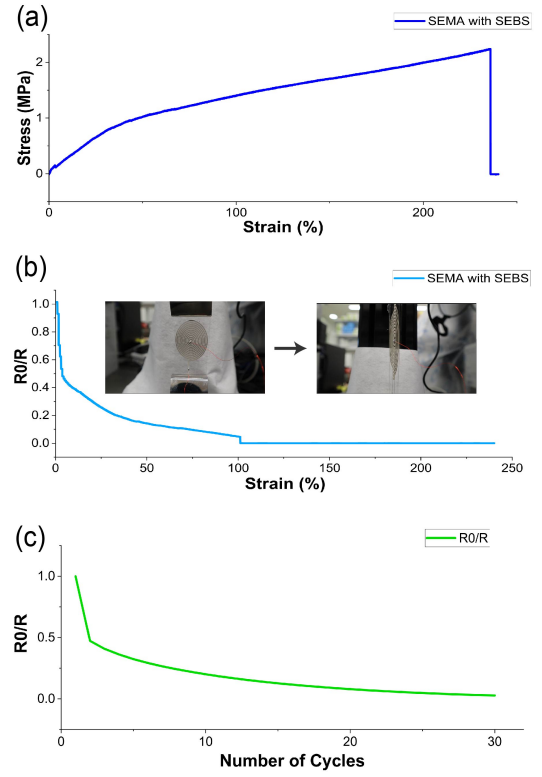 (a)
SEMA with SEBS
2
1
0
Stress (MPa)
0
100
200
Strain (%)
(b)
SEMA with SEBS
1.0
0.8
0.6
0.4
0.2
0.0
R0/R
0
50
100
150
200
250
Strain (%)
(c)
R0/R
1.0
0.5
0.0
R0/R
0
10
20
30
Number of Cycles